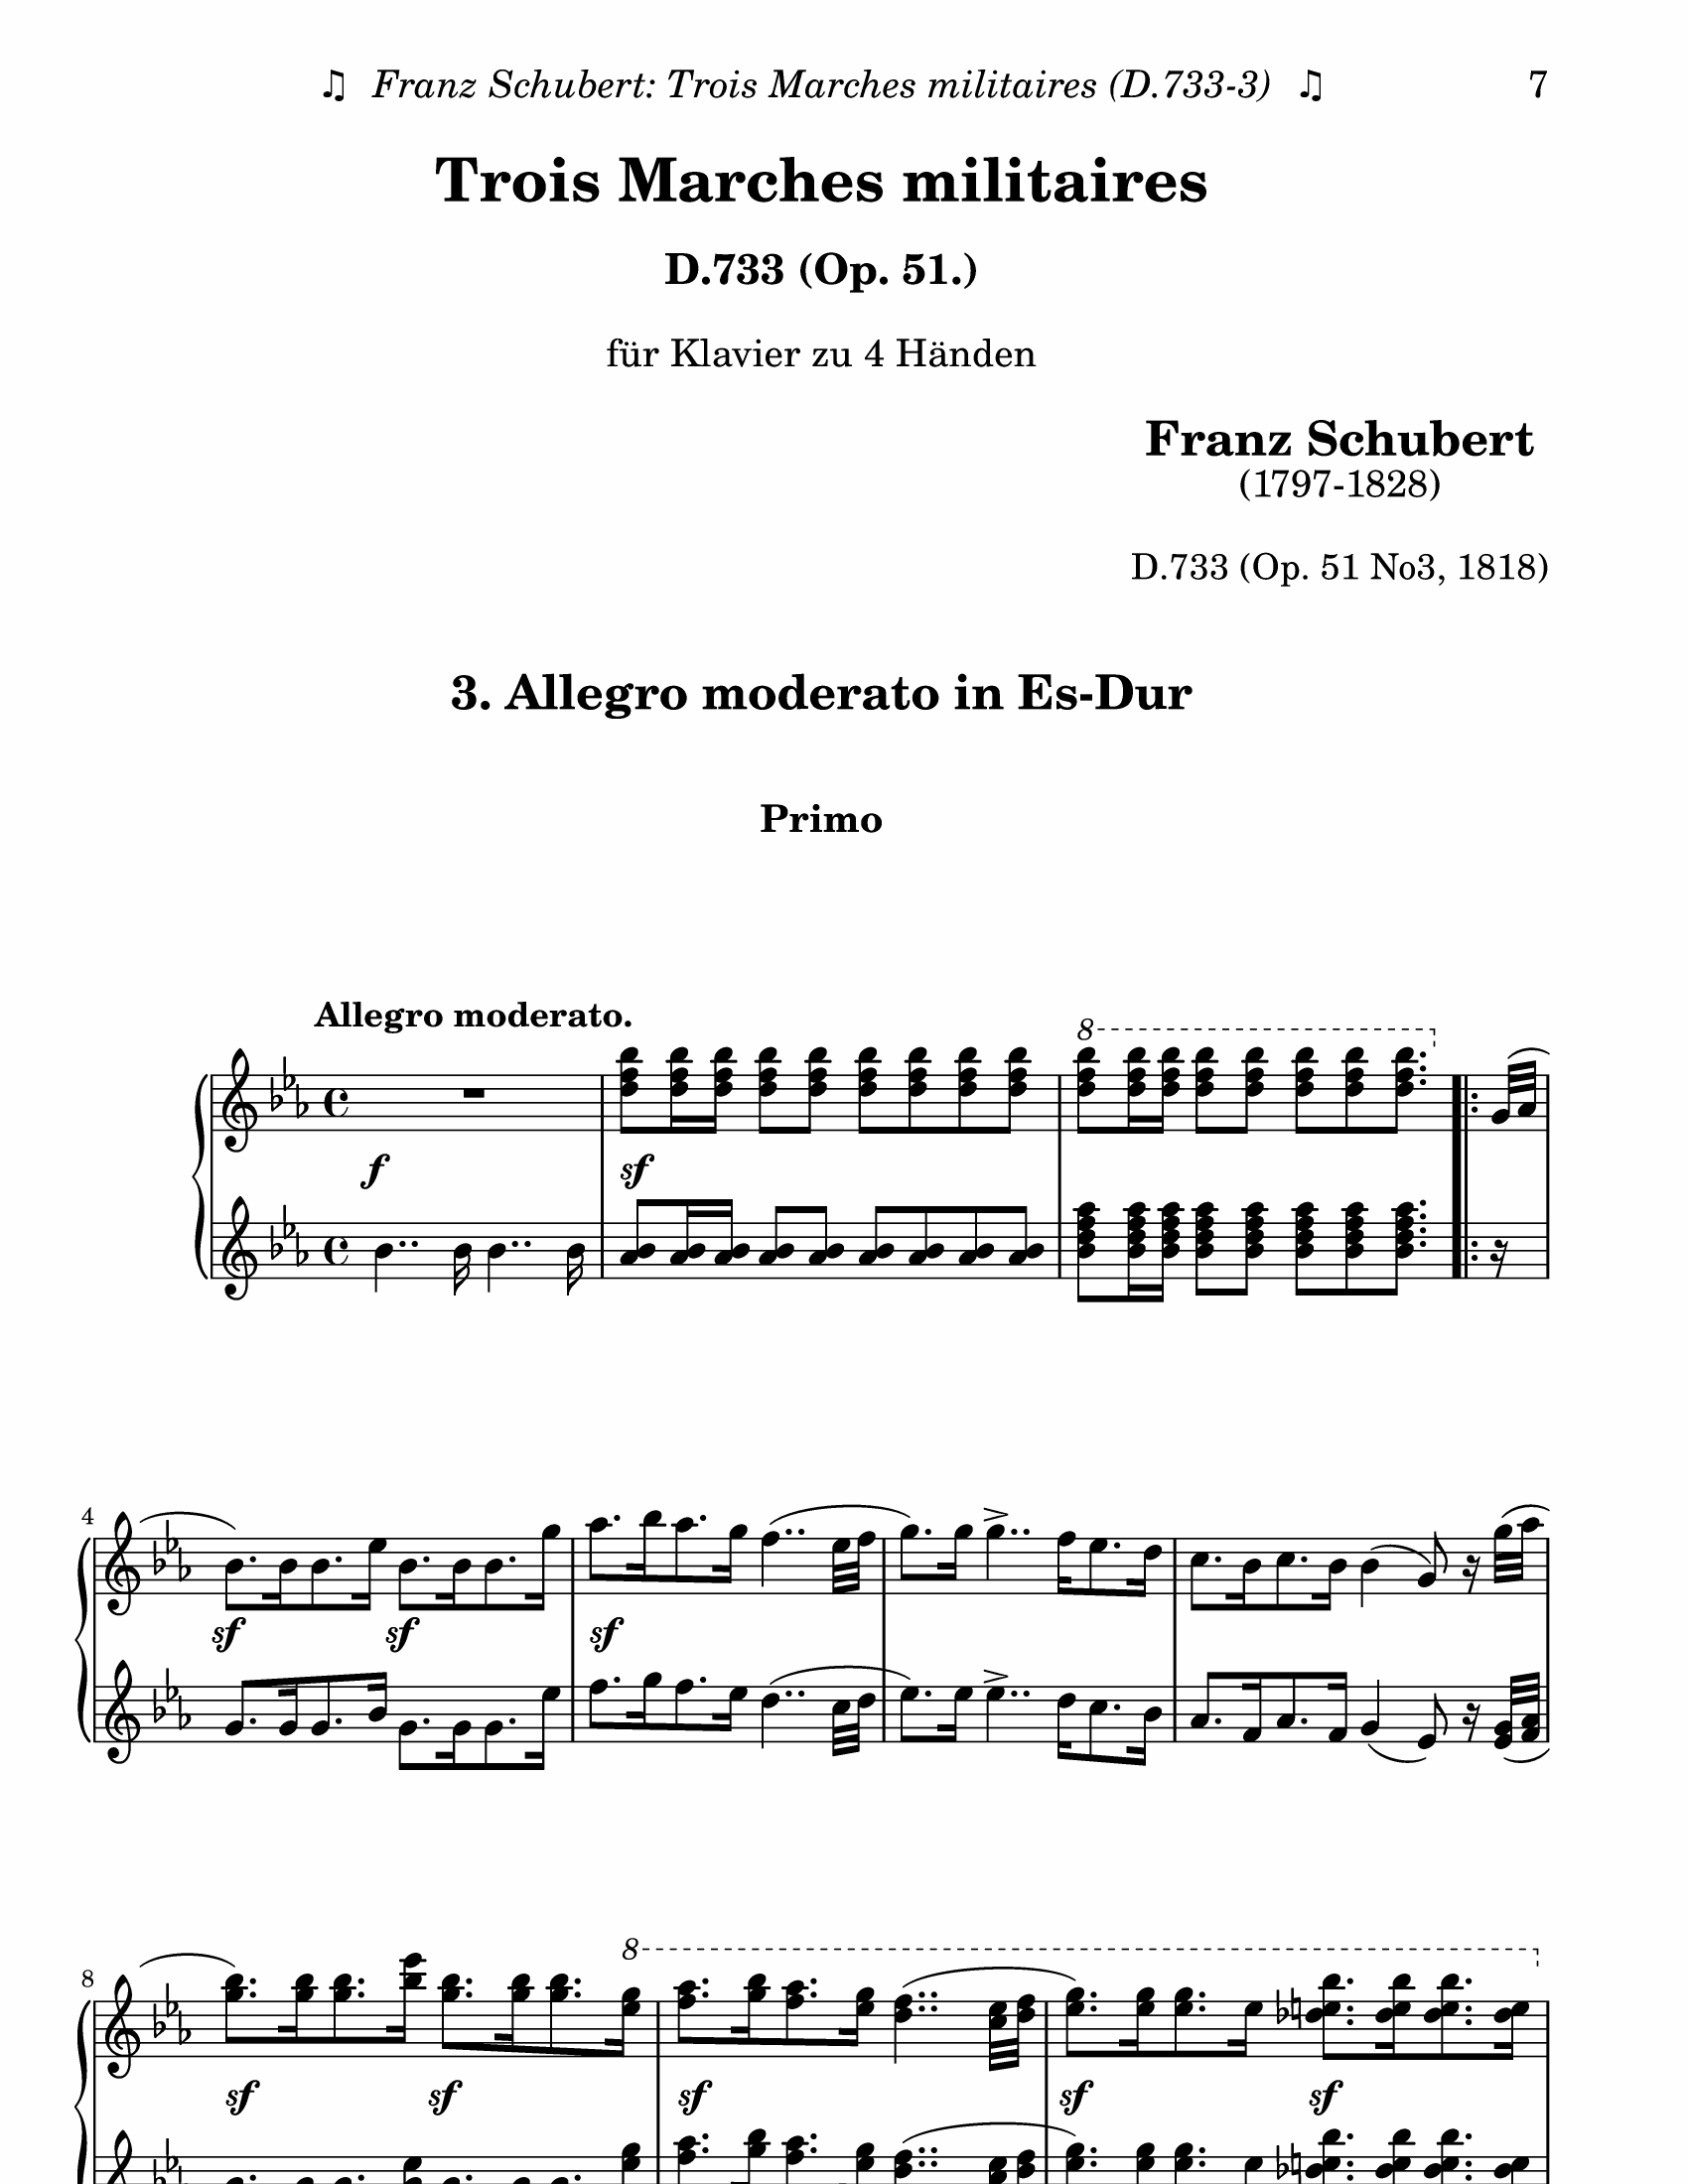 ♫ Franz Schubert: Trois Marches militaires (D.733-3) ♫ 7
Trois Marches militaires
D.733 (Op. 51.)
für Klavier zu 4 Händen
Franz Schubert
(1797-1828)
D.733 (Op. 51 No3, 1818)
3. Allegro moderato in Es-Dur
Primo
Allegro moderato.
8
f sf
4
sf sf sf
8
8
sf sf sf sf sf